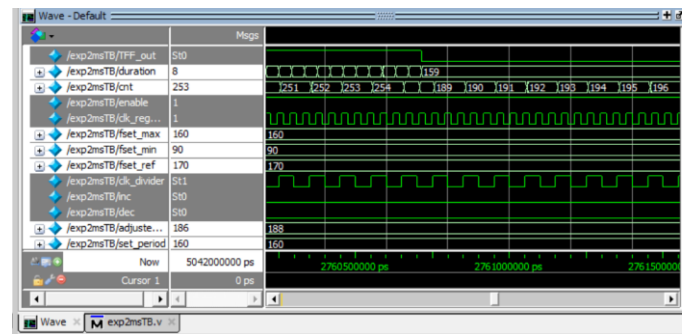 Wave - Default
Msgs
/exp2msTB/TFF_out St0
/exp2msTB/duration 8 159
/exp2msTB/cnt 253 251 252 253 254 189 190 191 192 193 194 195 196
/exp2msTB/enable 1
/exp2msTB/clk_reg... 1
/exp2msTB/fset_max 160 160
/exp2msTB/fset_min 90 90
/exp2msTB/fset_ref 170 170
/exp2msTB/clk_divider St1
/exp2msTB/inc St0
/exp2msTB/dec St0
/exp2msTB/adjuste... 186 188
/exp2msTB/set_period 160 160
Now 5042000000 ps 2760500000 ps 2761000000 ps 2761500000
Cursor 1 0 ps
Wave exp2msTB.v